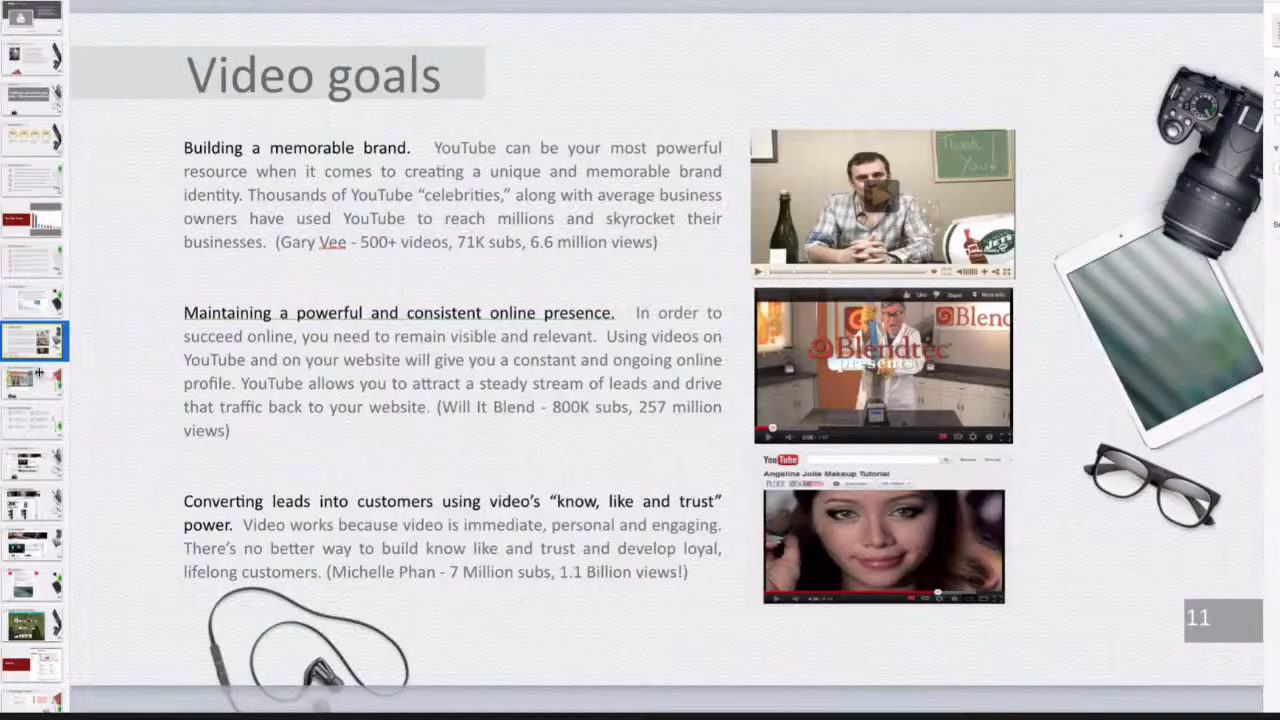 Video goals
Building a memorable brand. YouTube can be your most powerful
resource when it comes to creating a unique and memorable brand
identity. Thousands of YouTube “celebrities,” along with average business
owners have used YouTube to reach millions and skyrocket their
businesses. (Gary Vee - 500+ videos, 71K subs, 6.6 million views)
Maintaining a powerful and consistent online presence. In order to
succeed online, you need to remain visible and relevant. Using videos on
YouTube and on your website will give you a constant and ongoing online
profile. YouTube allows you to attract a steady stream of leads and drive
that traffic back to your website. (Will It Blend - 800K subs, 257 million
views)
Converting leads into customers using video’s “know, like and trust”
power. Video works because video is immediate, personal and engaging.
There’s no better way to build know, like and trust and develop loyal,
lifelong customers. (Michelle Phan - Million subs, 1.1 Billion views!)
Thank
You!
JETS
Like Share More info
Blend
Blendtec
presents
YouTube
Angelina Jolie Makeup Tutorial
11